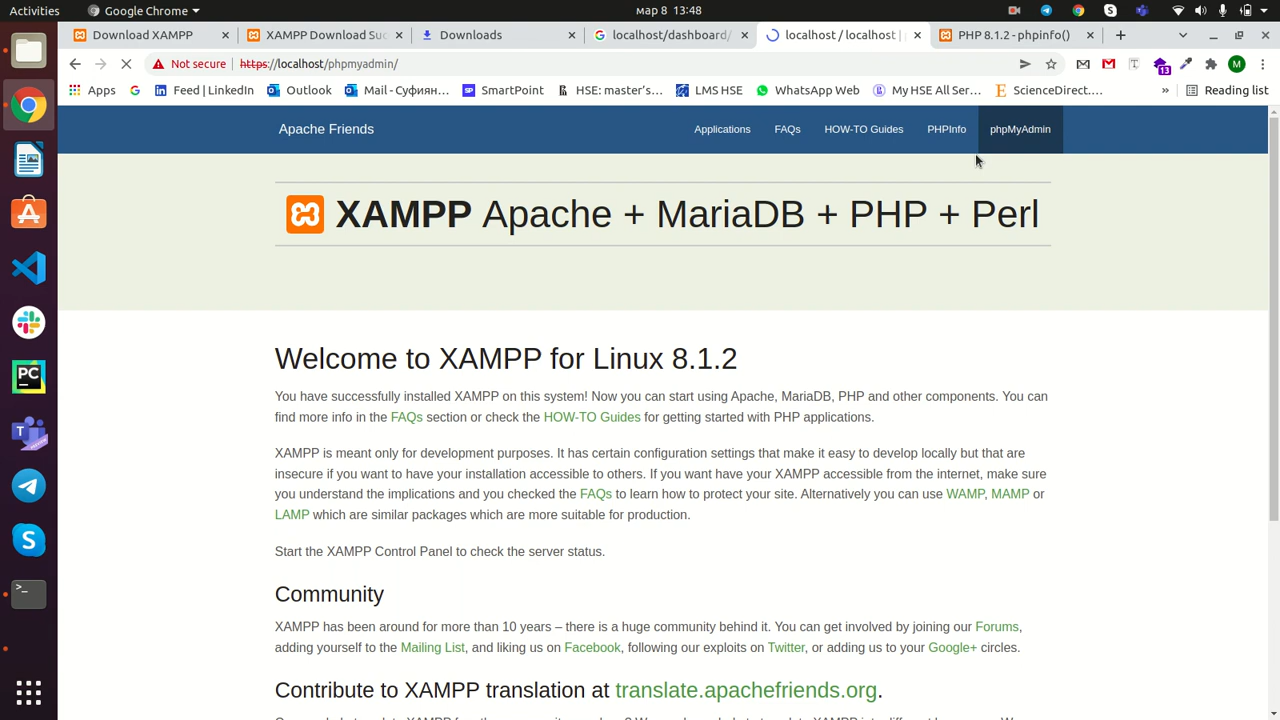 Activities
Google Chrome
мар 8 13:48
Download XAMPP
XAMPP Download Suc
Downloads
localhost/dashboard/
localhost / localhost |
PHP 8.1.2 - phpinfo()
Not secure
https://localhost/phpmyadmin/
13
M
Apps
Feed | LinkedIn
Outlook
Mail - Суфиян...
SmartPoint
HSE: master's...
LMS HSE
WhatsApp Web
My HSE All Ser...
ScienceDirect....
»
Reading list
Apache Friends
Applications
FAQs
HOW-TO Guides
PHPInfo
phpMyAdmin
XAMPP Apache + MariaDB + PHP + Perl
Welcome to XAMPP for Linux 8.1.2
You have successfully installed XAMPP on this system! Now you can start using Apache, MariaDB, PHP and other components. You can
find more info in the FAQs section or check the HOW-TO Guides for getting started with PHP applications.
XAMPP is meant only for development purposes. It has certain configuration settings that make it easy to develop locally but that are
insecure if you want to have your installation accessible to others. If you want have your XAMPP accessible from the internet, make sure
you understand the implications and you checked the FAQs to learn how to protect your site. Alternatively you can use WAMP, MAMP or
LAMP which are similar packages which are more suitable for production.
Start the XAMPP Control Panel to check the server status.
Community
XAMPP has been around for more than 10 years – there is a huge community behind it. You can get involved by joining our Forums,
adding yourself to the Mailing List, and liking us on Facebook, following our exploits on Twitter, or adding us to your Google+ circles.
Contribute to XAMPP translation at translate.apachefriends.org.